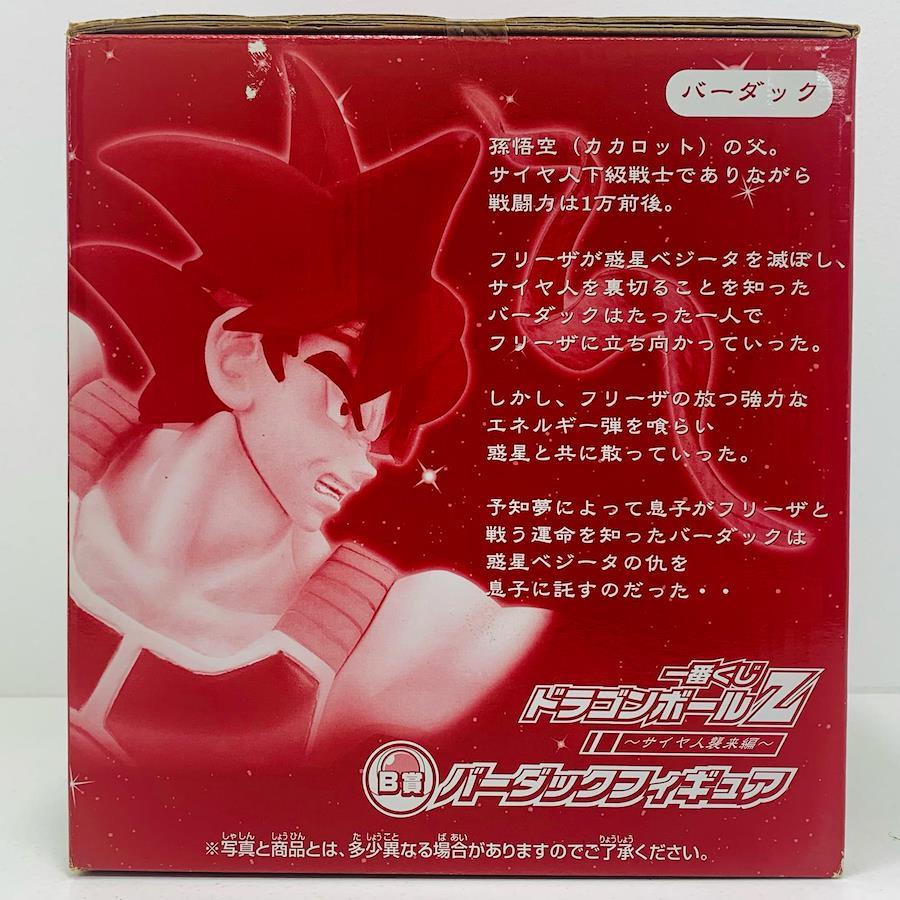 バーダック
孫悟空（カカロット）の父。
サイヤ人下級戦士でありながら
戦闘力は1万前後。
フリーザが惑星ベジータを滅ぼし、
サイヤ人を裏切ることを知った
バーダックはたった一人で
フリーザに立ち向かっていった。
しかし、フリーザの放つ強力な
エネルギー弾を喰らい
惑星と共に散っていった。
予知夢によって息子がフリーザと
戦う運命を知ったバーダックは
惑星ベジータの仇を
息子に託すのだった・・
一番くじ
ドラゴンボールZ
～サイヤ人襲来編～
B賞 バーダックフィギュア
しゃしん しょうひん た しょうこと ば あい りょうしょう
※写真と商品とは、多少異なる場合がありますのでご了承ください。